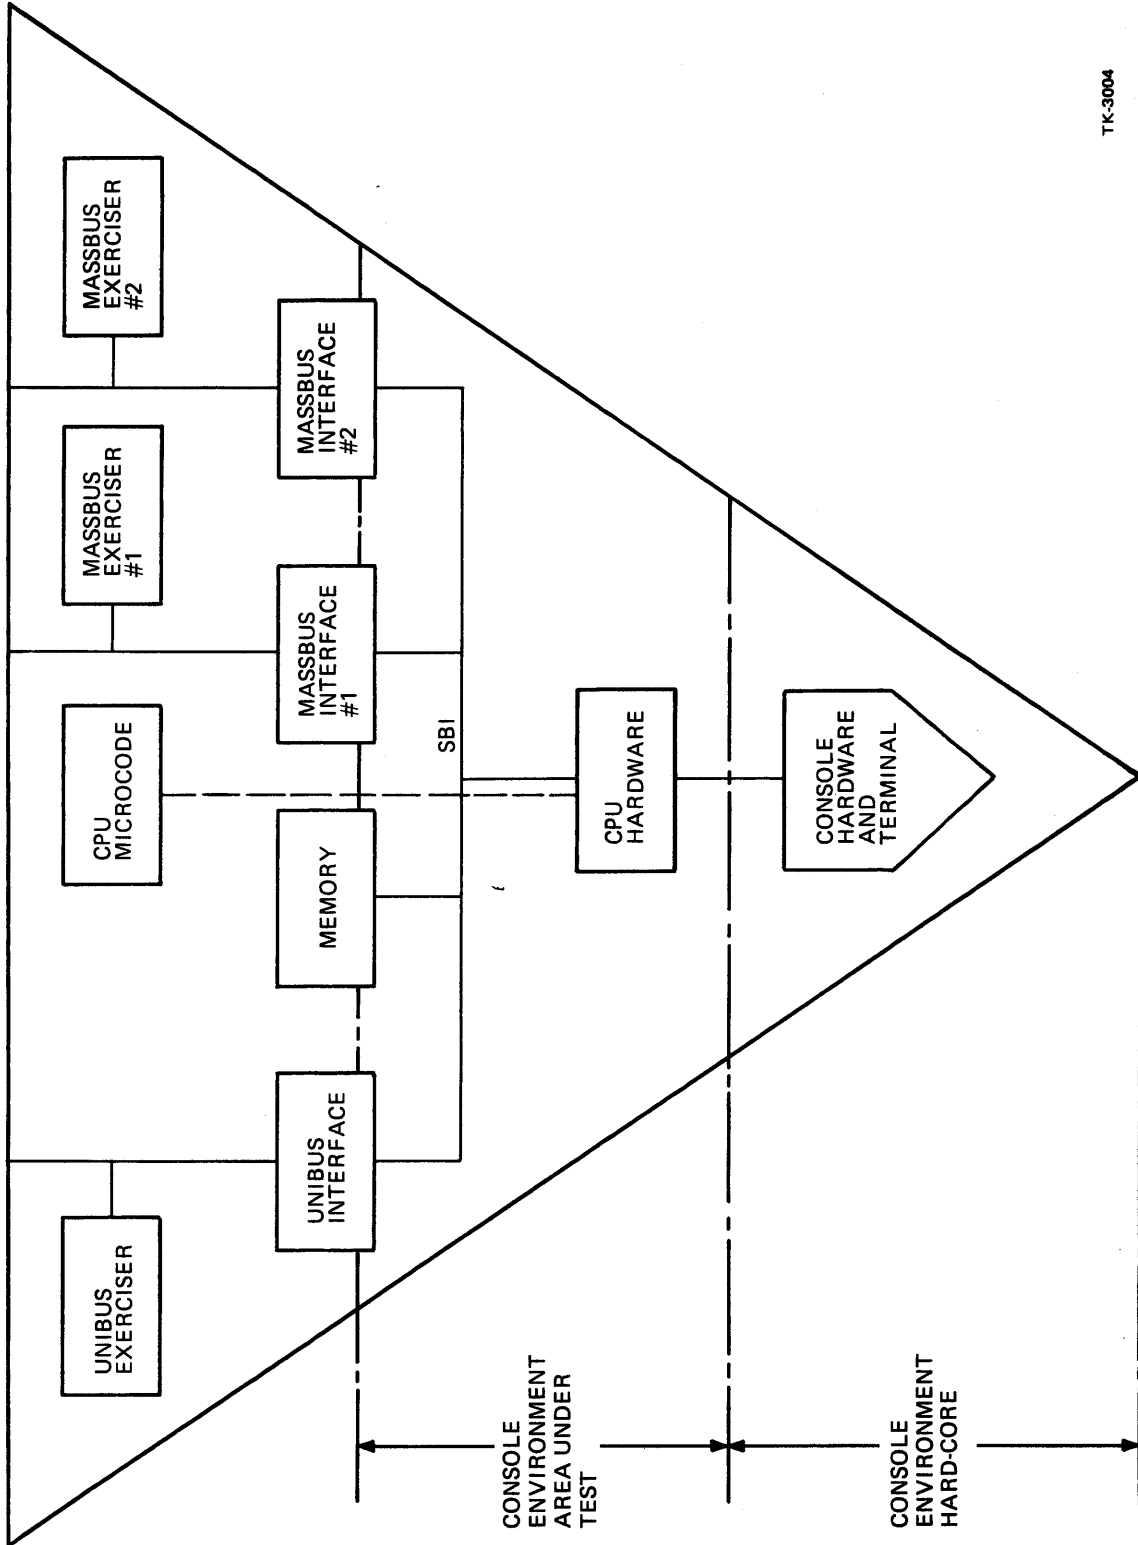 UNIBUS
EXERCISER
CPU
MICROCODE
MASSBUS
EXERCISER
#1
MASSBUS
EXERCISER
#2
UNIBUS
INTERFACE
MEMORY
MASSBUS
INTERFACE
#1
MASSBUS
INTERFACE
#2
SBI
CONSOLE
ENVIRONMENT
AREA UNDER
TEST
CPU
HARDWARE
CONSOLE
ENVIRONMENT
HARD-CORE
CONSOLE
HARDWARE
AND
TERMINAL
TK-3004